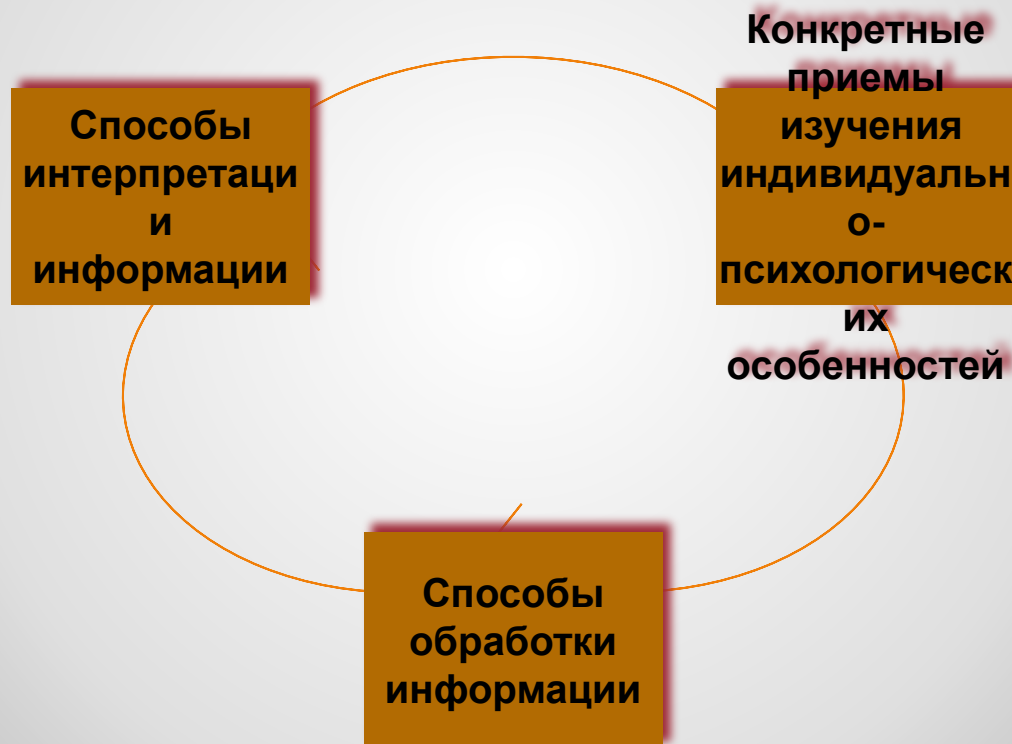 Способы
интерпретаци
и
информации
Конкретные
приемы
изучения
индивидуальн
о-
психологическ
их
особенностей
Способы
обработки
информации